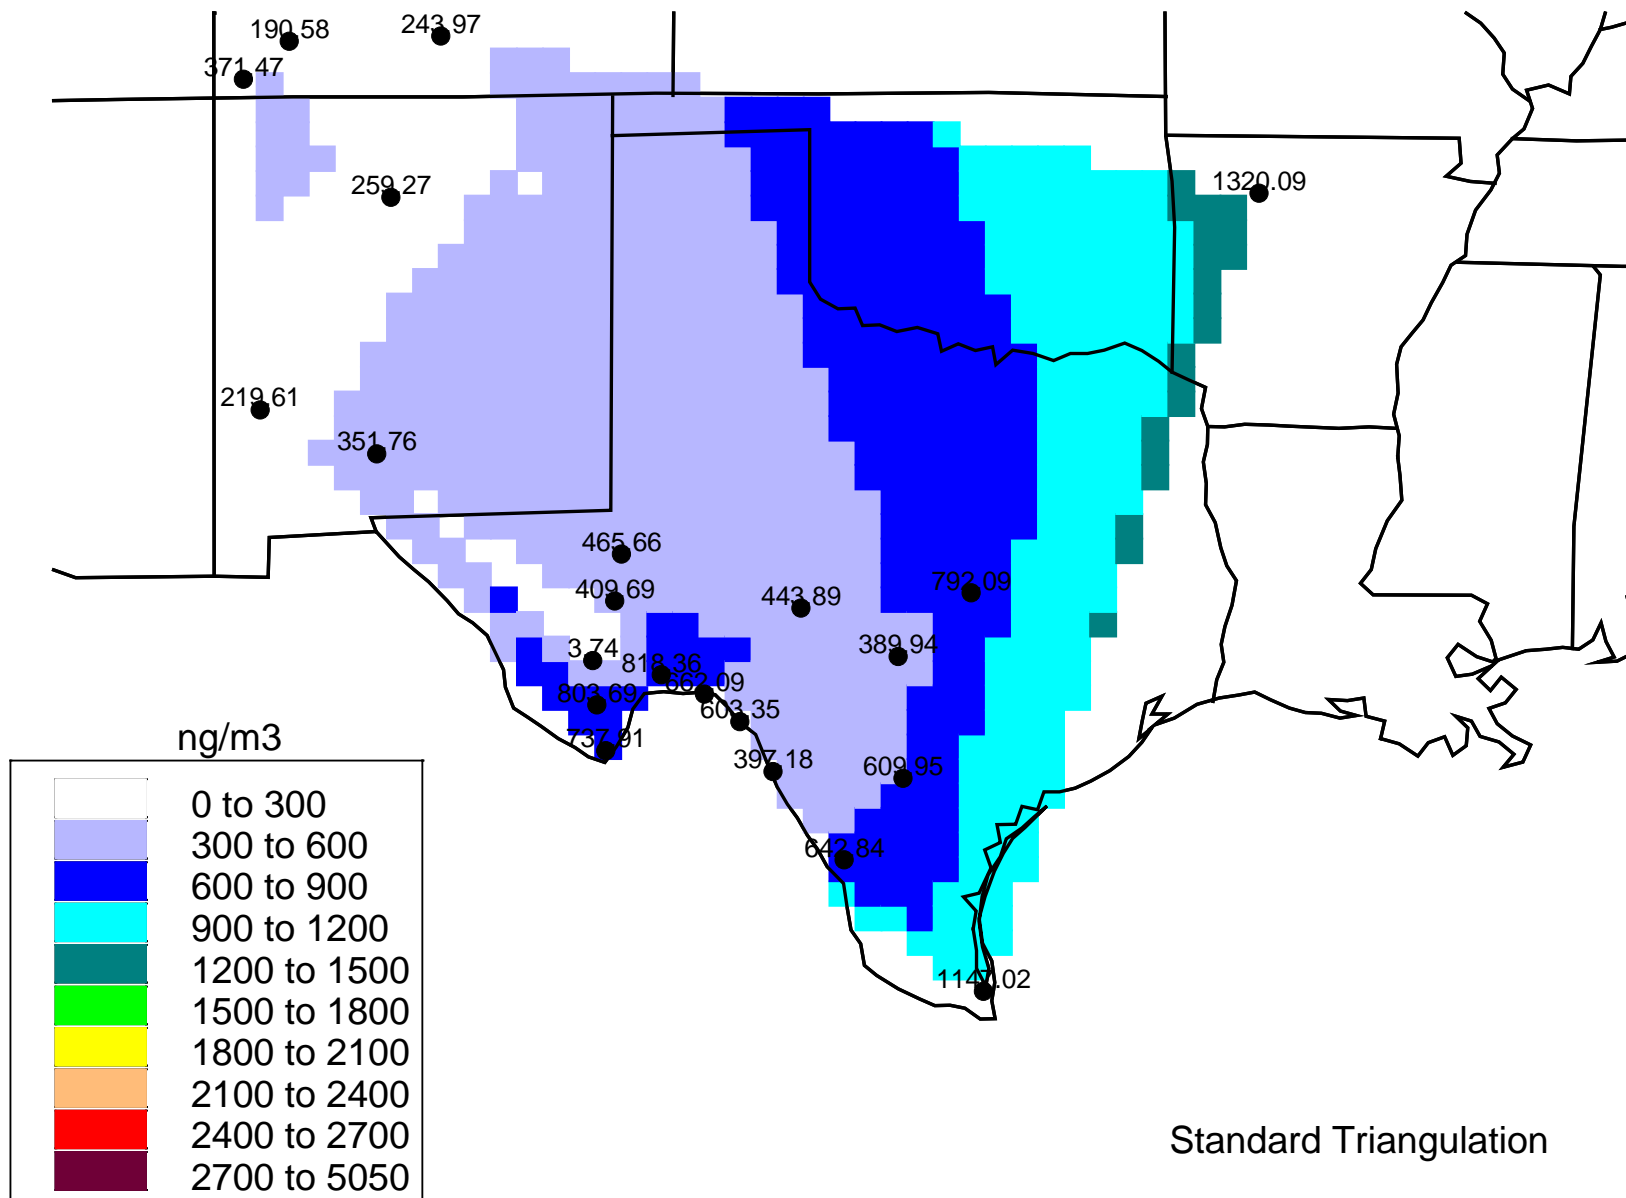 190.58
243.97
371.47
259.27
1320.09
219.61
351.76
465.66
409.69
443.89
792.09
3.74
389.94
818.36
662.09
803.69
603.35
737.91
397.18
609.95
642.84
1147.02
ng/m3
0 to 300
300 to 600
600 to 900
900 to 1200
1200 to 1500
1500 to 1800
1800 to 2100
2100 to 2400
2400 to 2700
2700 to 5050
Standard Triangulation